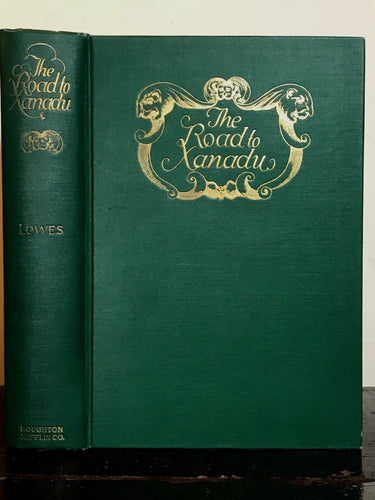 The
Road to
Xanadu
LOWES
HOUGHTON
MIFFLIN CO.
The
Road to
Xanadu